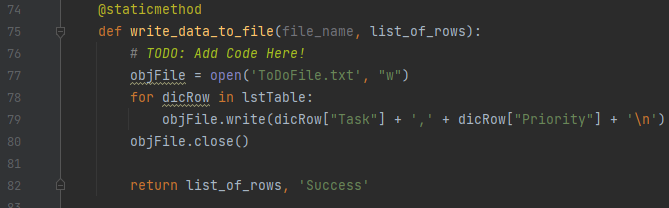 74 @staticmethod
75 def write_data_to_file(file_name, list_of_rows):
76 # TODO: Add Code Here!
77 objFile = open('ToDoFile.txt', "w")
78 for dicRow in lstTable:
79 objFile.write(dicRow["Task"] + ',' + dicRow["Priority"] + '\n')
80 objFile.close()
81
82 return list_of_rows, 'Success'
83